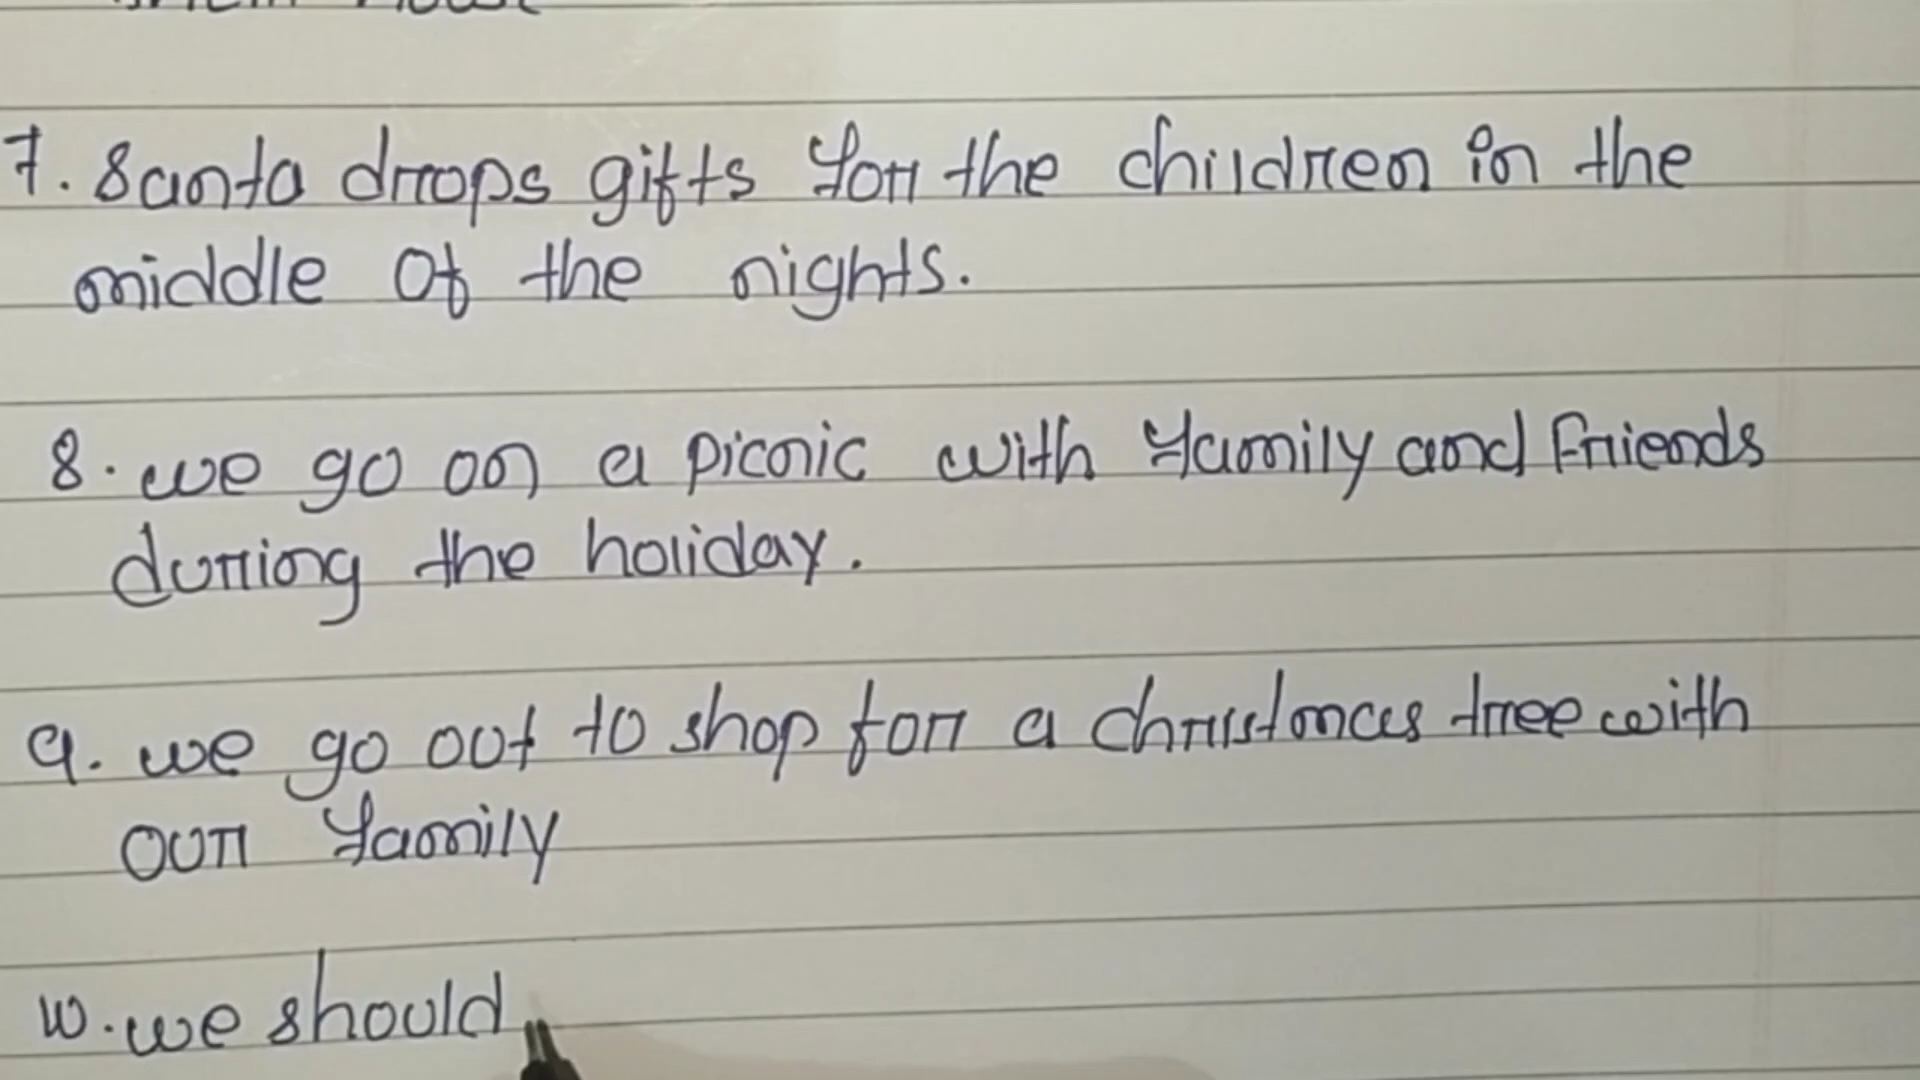 7. Santa drops gifts for the children in the
middle of the nights.
8. we go on a picnic with family and Friends
during the holiday.
9. we go out to shop for a christmas tree with
our family
10. we should